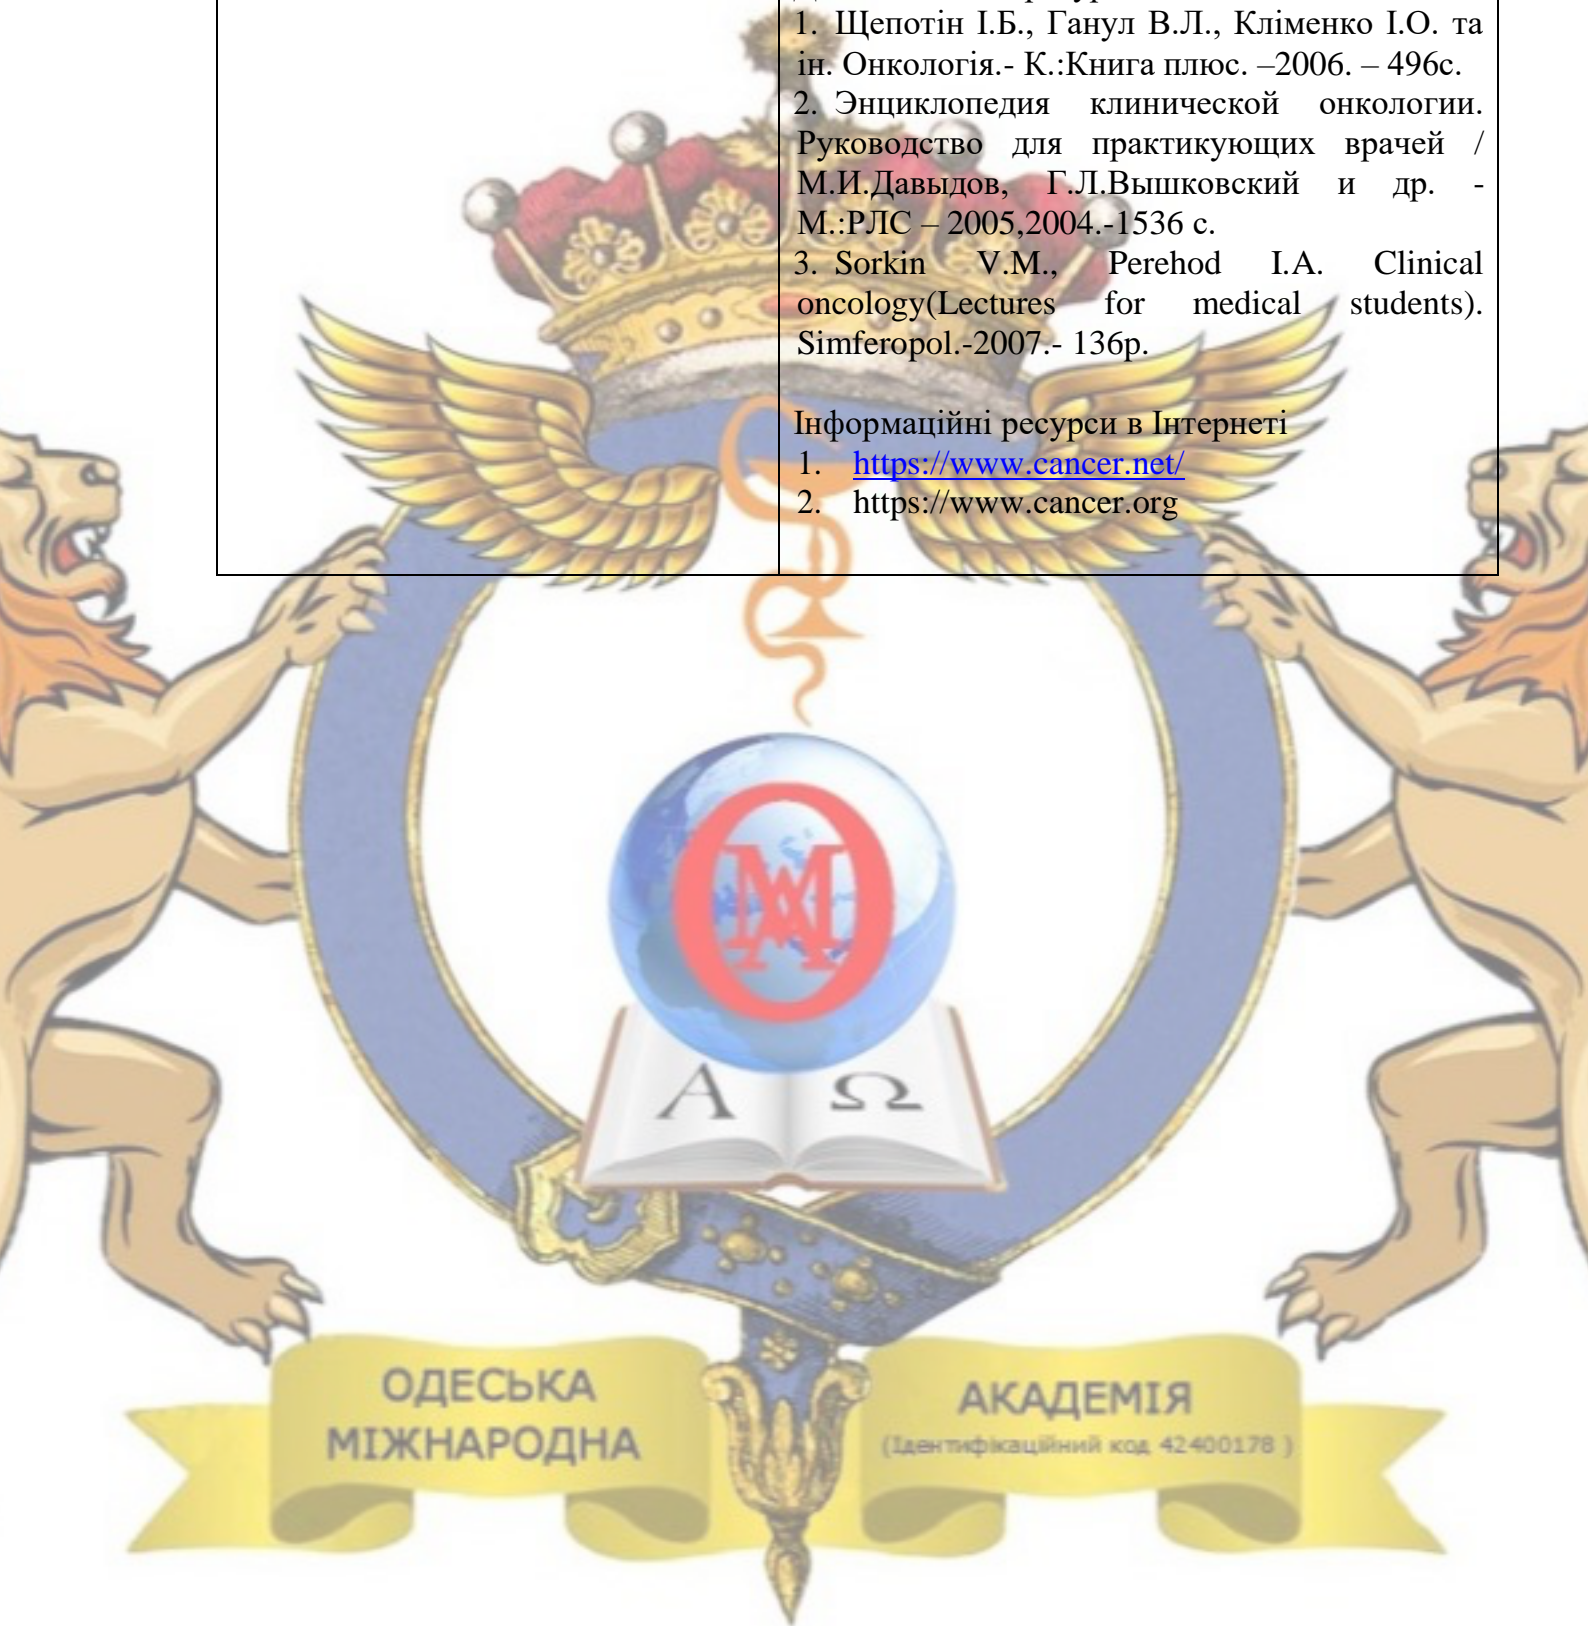 1. Щепотін І.Б., Ганул В.Л., Кліменко І.О. та
ін. Онкологія.- К.:Книга плюс. –2006. – 496с.
2. Энциклопедия клинической онкологии.
Руководство для практикующих врачей /
М.И.Давыдов, Г.Л.Вышковский и др. -
М.:РЛС – 2005,2004.-1536 с.
3. Sorkin V.M., Perehod I.A. Clinical
oncology(Lectures for medical students).
Simferopol.-2007.- 136p.
Інформаційні ресурси в Інтернеті
1. https://www.cancer.net/
2. https://www.cancer.org
Α Ω
ОДЕСЬКА
МІЖНАРОДНА
АКАДЕМІЯ
(Ідентифікаційний код 42400178 )